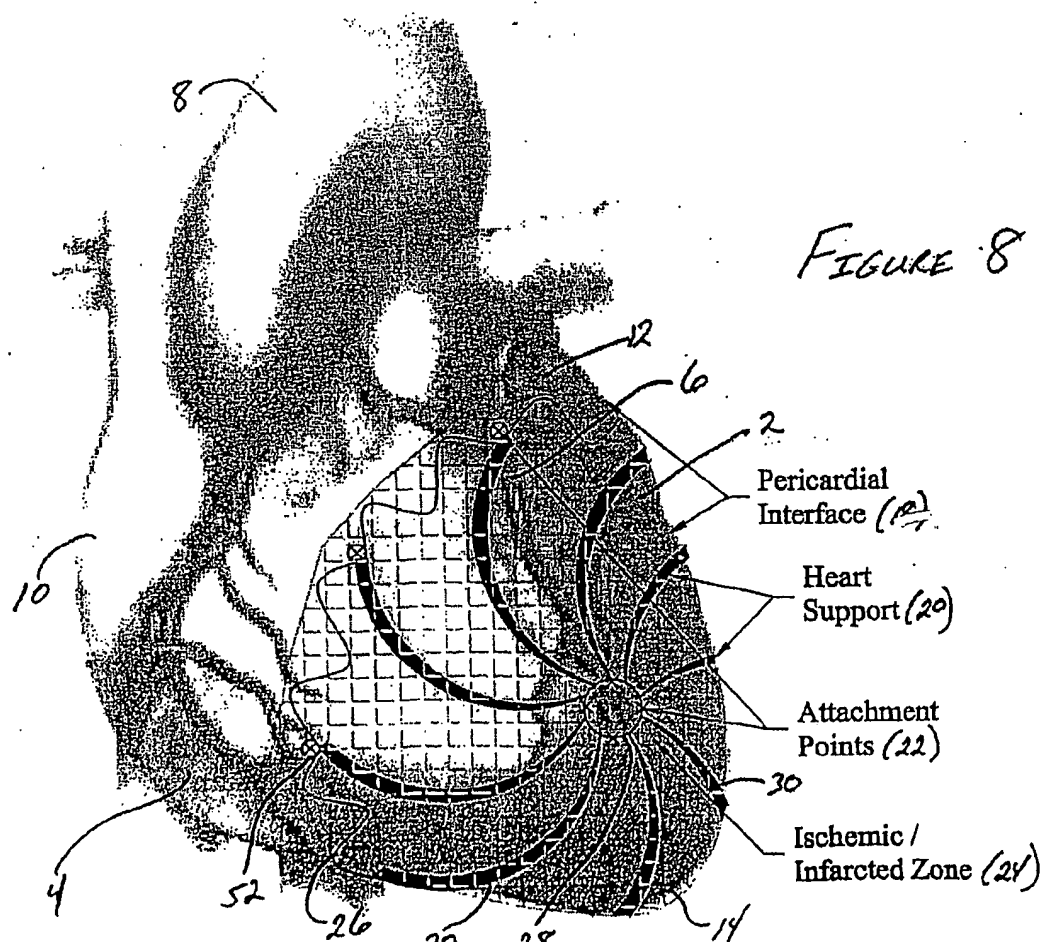 8
FIGURE 8
12
6
2
Pericardial
Interface
10
Heart
Support (20)
Attachment
Points (22)
30
Ischemic /
Infarcted Zone (24)
4
52
26
28
14